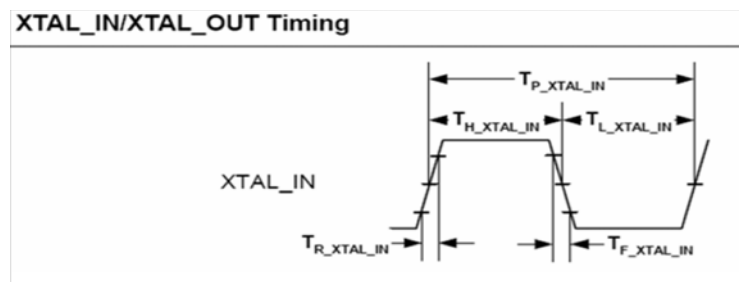 XTAL_IN/XTAL_OUT Timing
TP_XTAL_IN
TH_XTAL_IN TL_XTAL_IN
XTAL_IN
TR_XTAL_IN TF_XTAL_IN